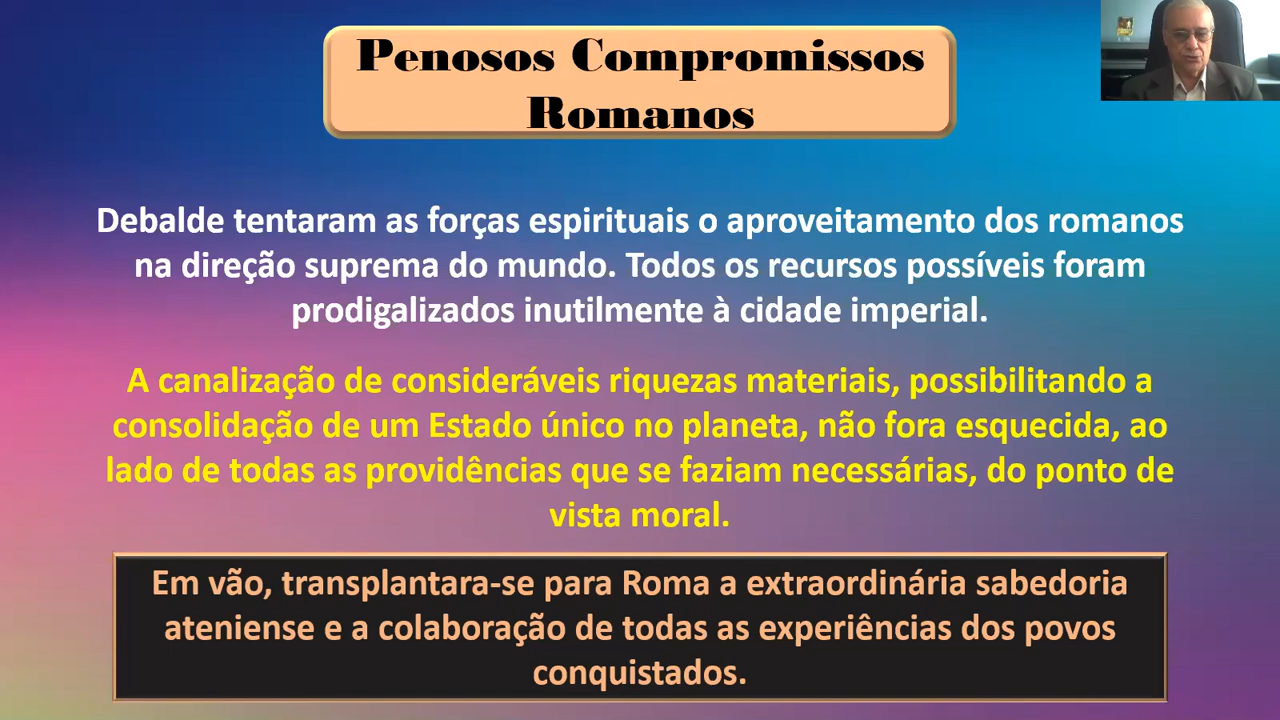 Penosos Compromissos
Romanos
Debalde tentaram as forças espirituais o aproveitamento dos romanos
na direção suprema do mundo. Todos os recursos possíveis foram
prodigalizados inutilmente à cidade imperial.
A canalização de consideráveis riquezas materiais, possibilitando a
consolidação de um Estado único no planeta, não fora esquecida, ao
lado de todas as providências que se faziam necessárias, do ponto de
vista moral.
Em vão, transplantara-se para Roma a extraordinária sabedoria
ateniense e a colaboração de todas as experiências dos povos
conquistados.